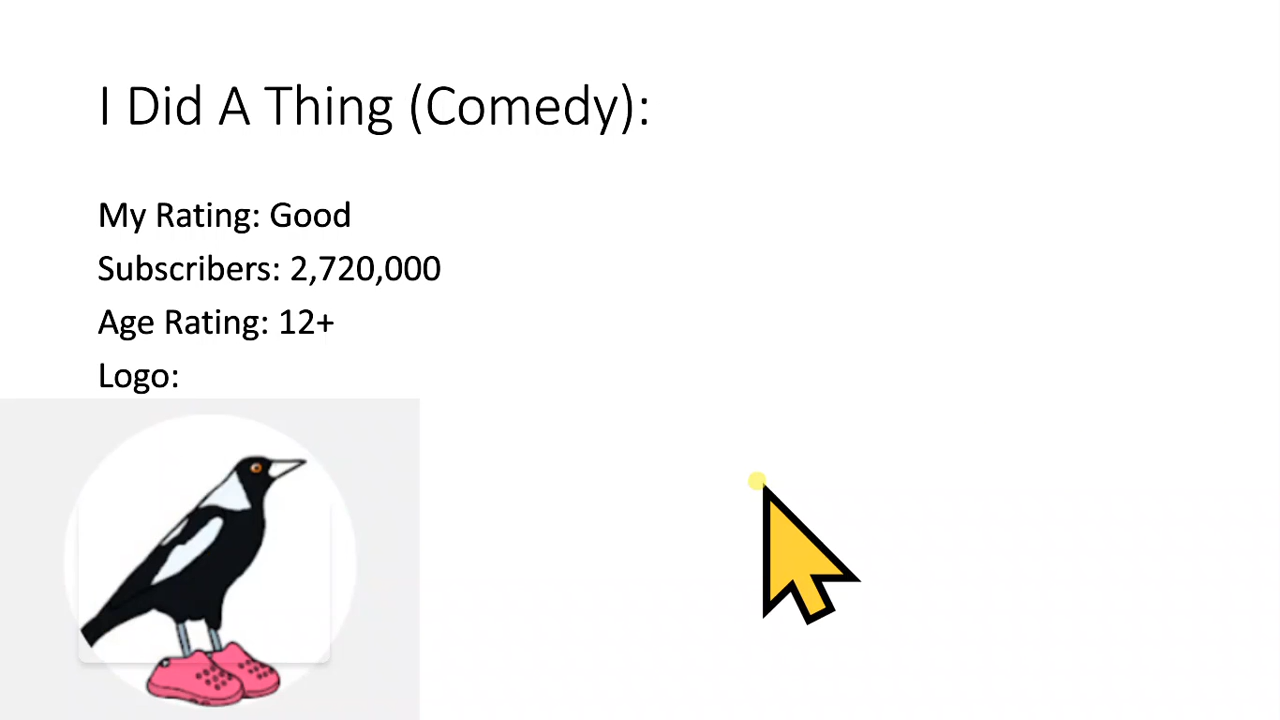 I Did A Thing (Comedy):
My Rating: Good
Subscribers: 2,720,000
Age Rating: 12+
Logo: